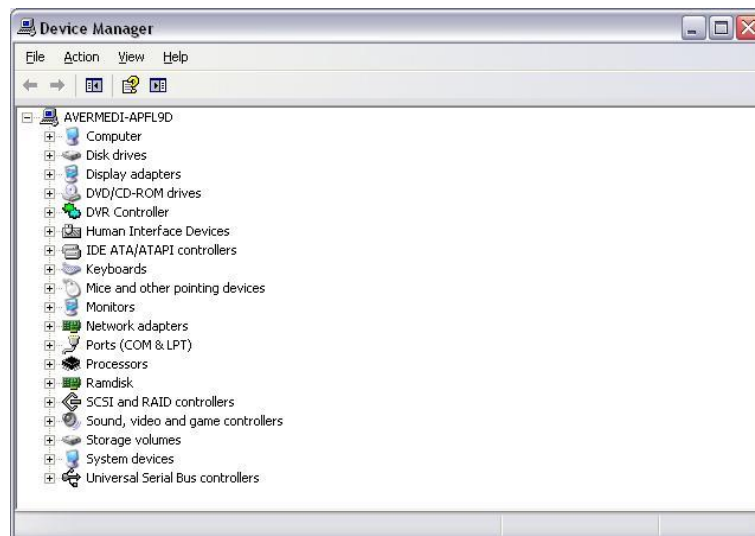 Device Manager
File Action View Help
AVERMEDI-APFL9D
Computer
Disk drives
Display adapters
DVD/CD-ROM drives
DVR Controller
Human Interface Devices
IDE ATA/ATAPI controllers
Keyboards
Mice and other pointing devices
Monitors
Network adapters
Ports (COM & LPT)
Processors
Ramdisk
SCSI and RAID controllers
Sound, video and game controllers
Storage volumes
System devices
Universal Serial Bus controllers